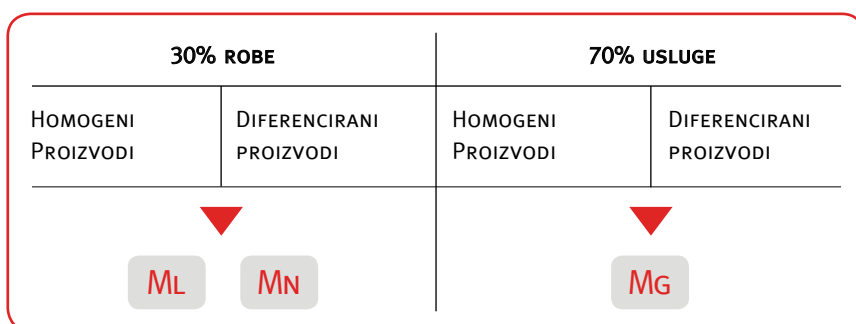 30% ROBE
70% USLUGE
HOMOGENI
PROIZVODI
DIFERENCIRANI
PROIZVODI
HOMOGENI
PROIZVODI
DIFERENCIRANI
PROIZVODI
ML
MN
MG